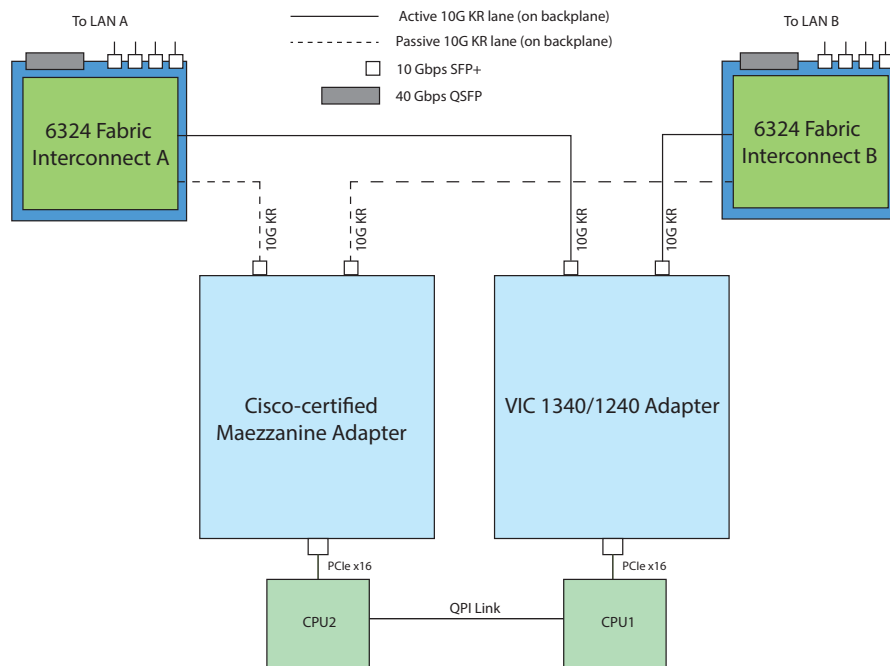 To LAN A
Active 10G KR lane (on backplane)
To LAN B
Passive 10G KR lane (on backplane)
10 Gbps SFP+
40 Gbps QSFP
6324 Fabric
Interconnect A
6324 Fabric
Interconnect B
10G KR
10G KR
10G KR
10G KR
Cisco-certified
Maezzanine Adapter
VIC 1340/1240 Adapter
PCIe x16
PCIe x16
QPI Link
CPU2
CPU1